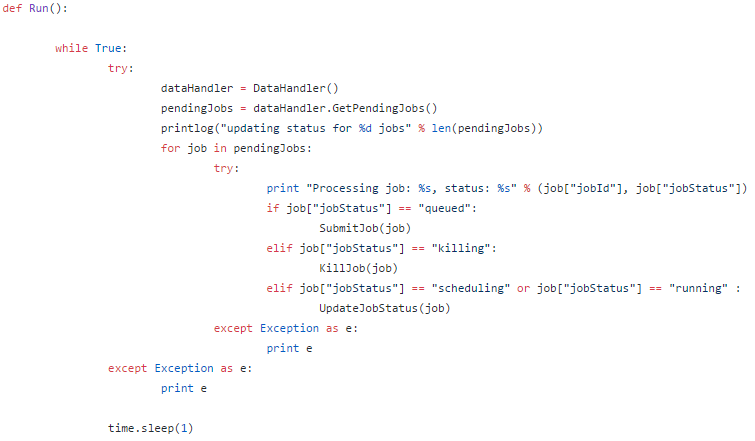 def Run():
while True:
try:
dataHandler = DataHandler()
pendingJobs = dataHandler.GetPendingJobs()
printlog("updating status for %d jobs" % len(pendingJobs))
for job in pendingJobs:
try:
print "Processing job: %s, status: %s" % (job["jobId"], job["jobStatus"])
if job["jobStatus"] == "queued":
SubmitJob(job)
elif job["jobStatus"] == "killing":
KillJob(job)
elif job["jobStatus"] == "scheduling" or job["jobStatus"] == "running" :
UpdateJobStatus(job)
except Exception as e:
print e
except Exception as e:
print e
time.sleep(1)